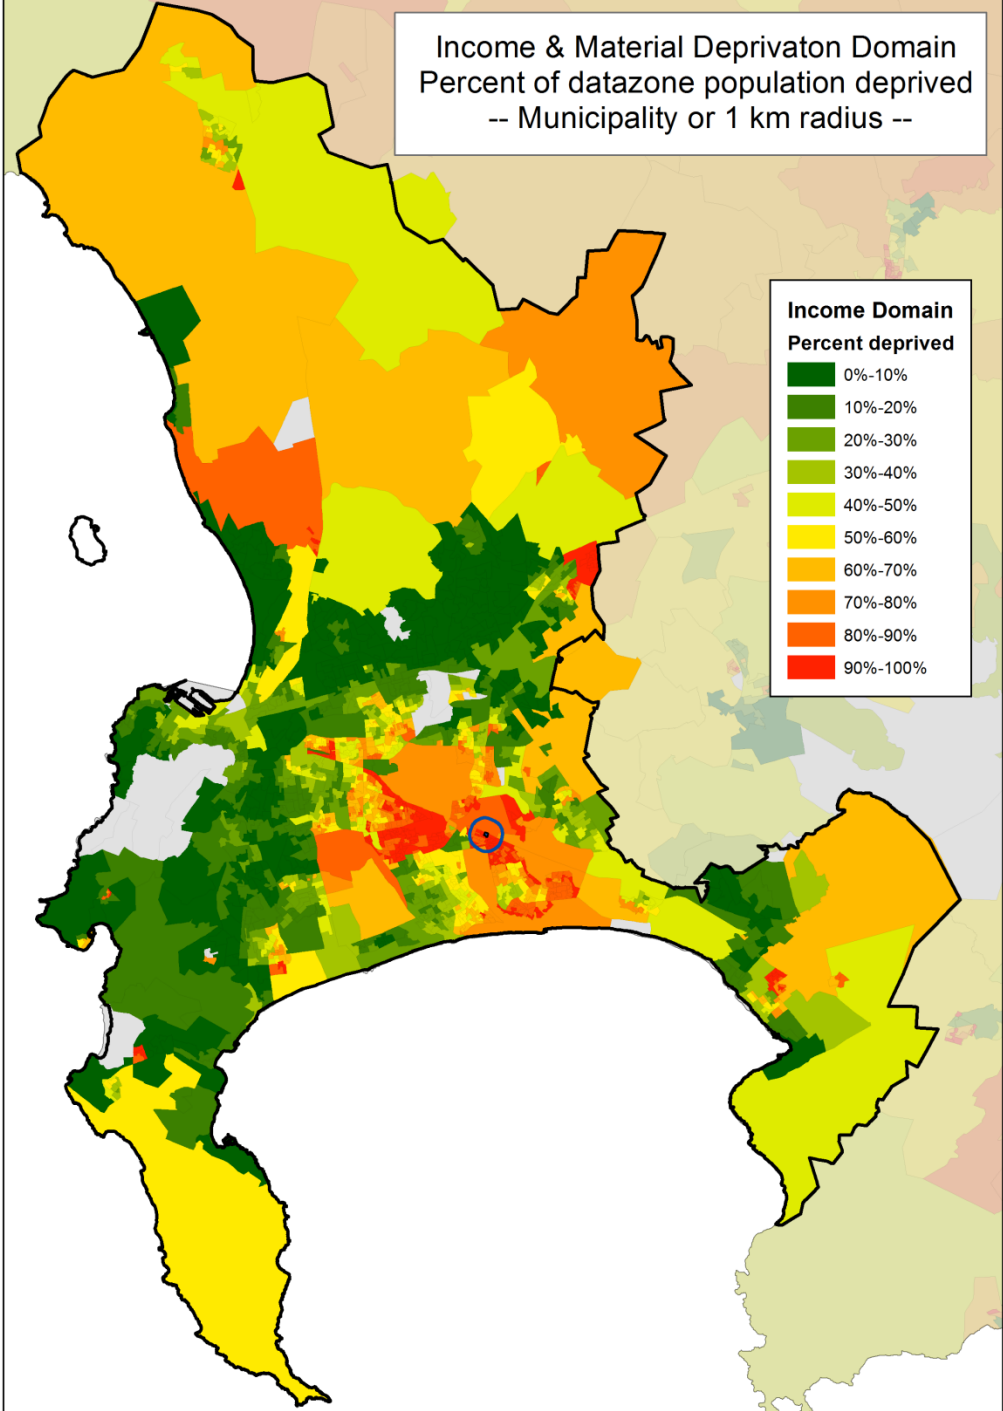 Income & Material Deprivaton Domain
Percent of datazone population deprived
-- Municipality or 1 km radius --
Income Domain
Percent deprived
0%-10%
10%-20%
20%-30%
30%-40%
40%-50%
50%-60%
60%-70%
70%-80%
80%-90%
90%-100%